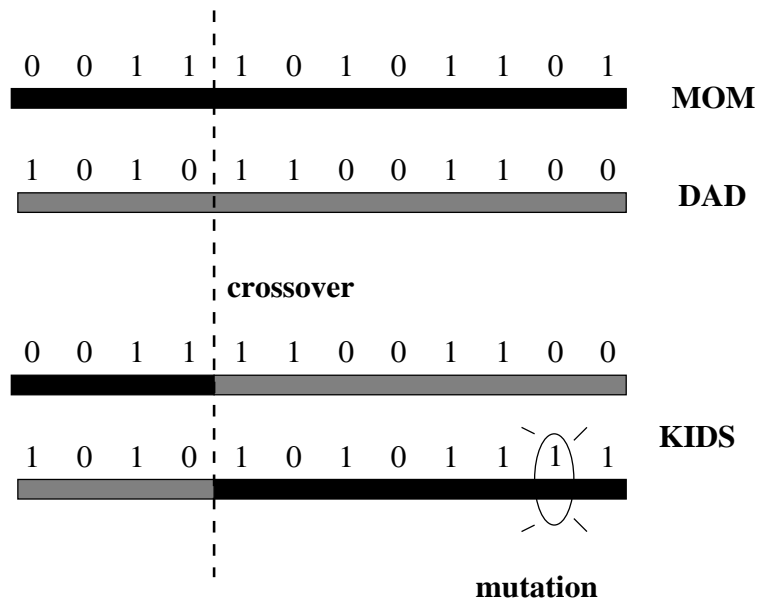 0 0 1 1 1 0 1 0 1 1 0 1
MOM
1 0 1 0 1 1 0 0 1 1 0 0
DAD
crossover
0 0 1 1 1 1 0 0 1 1 0 0
KIDS
1 0 1 0 1 0 1 0 1 1 1 1
mutation